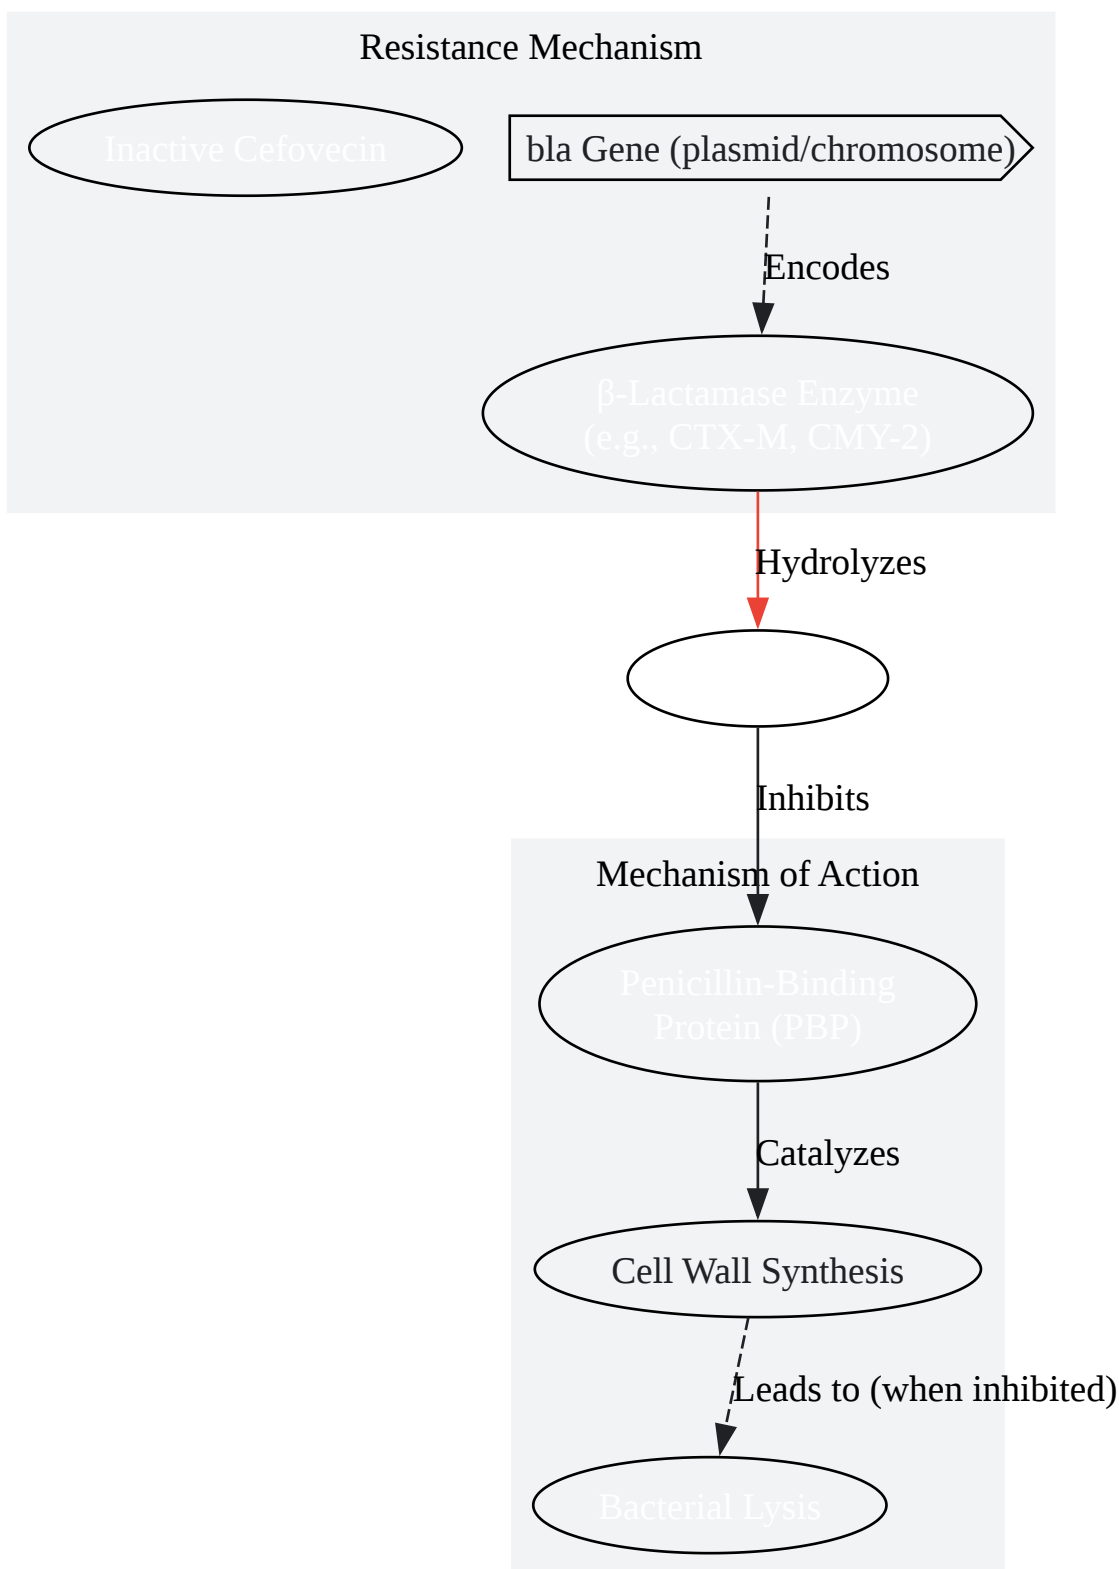 Resistance Mechanism
Inactive Cefovecin
bla Gene (plasmid/chromosome)
Encodes
β-Lactamase Enzyme
(e.g., CTX-M, CMY-2)
Hydrolyzes
Inhibits
Mechanism of Action
Penicillin-Binding
Protein (PBP)
Catalyzes
Cell Wall Synthesis
Leads to (when inhibited)
Bacterial Lysis